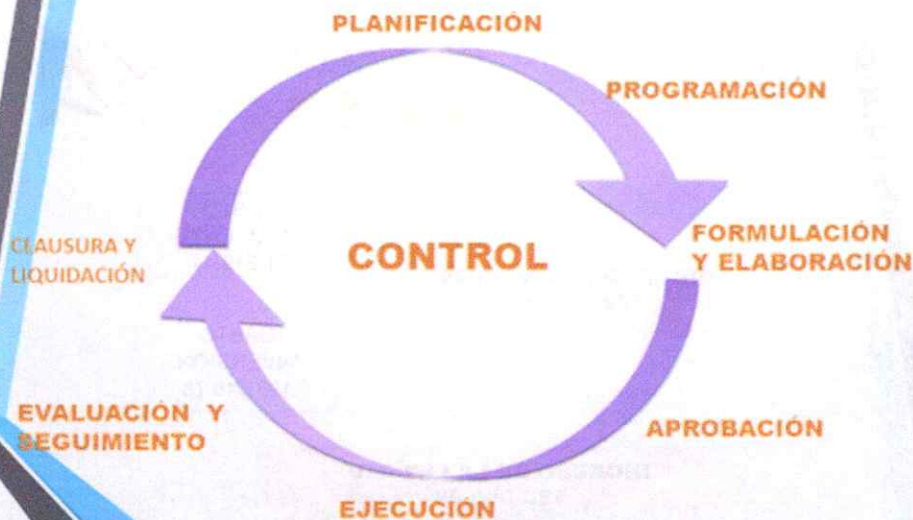 PLANIFICACIÓN
PROGRAMACIÓN
FORMULACIÓN
Y ELABORACIÓN
CONTROL
CLAUSURA Y
LIQUIDACIÓN
APROBACIÓN
EVALUACIÓN Y
SEGUIMIENTO
EJECUCIÓN